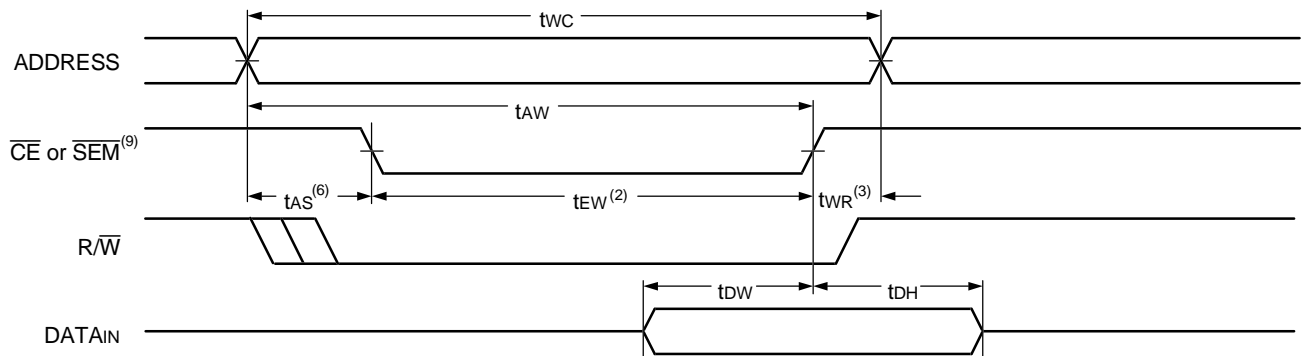 tWC
ADDRESS
tAW
CE or SEM(9)
tAS(6)
tEW(2)
tWR(3)
R/W
tDW
tDH
DATAIN